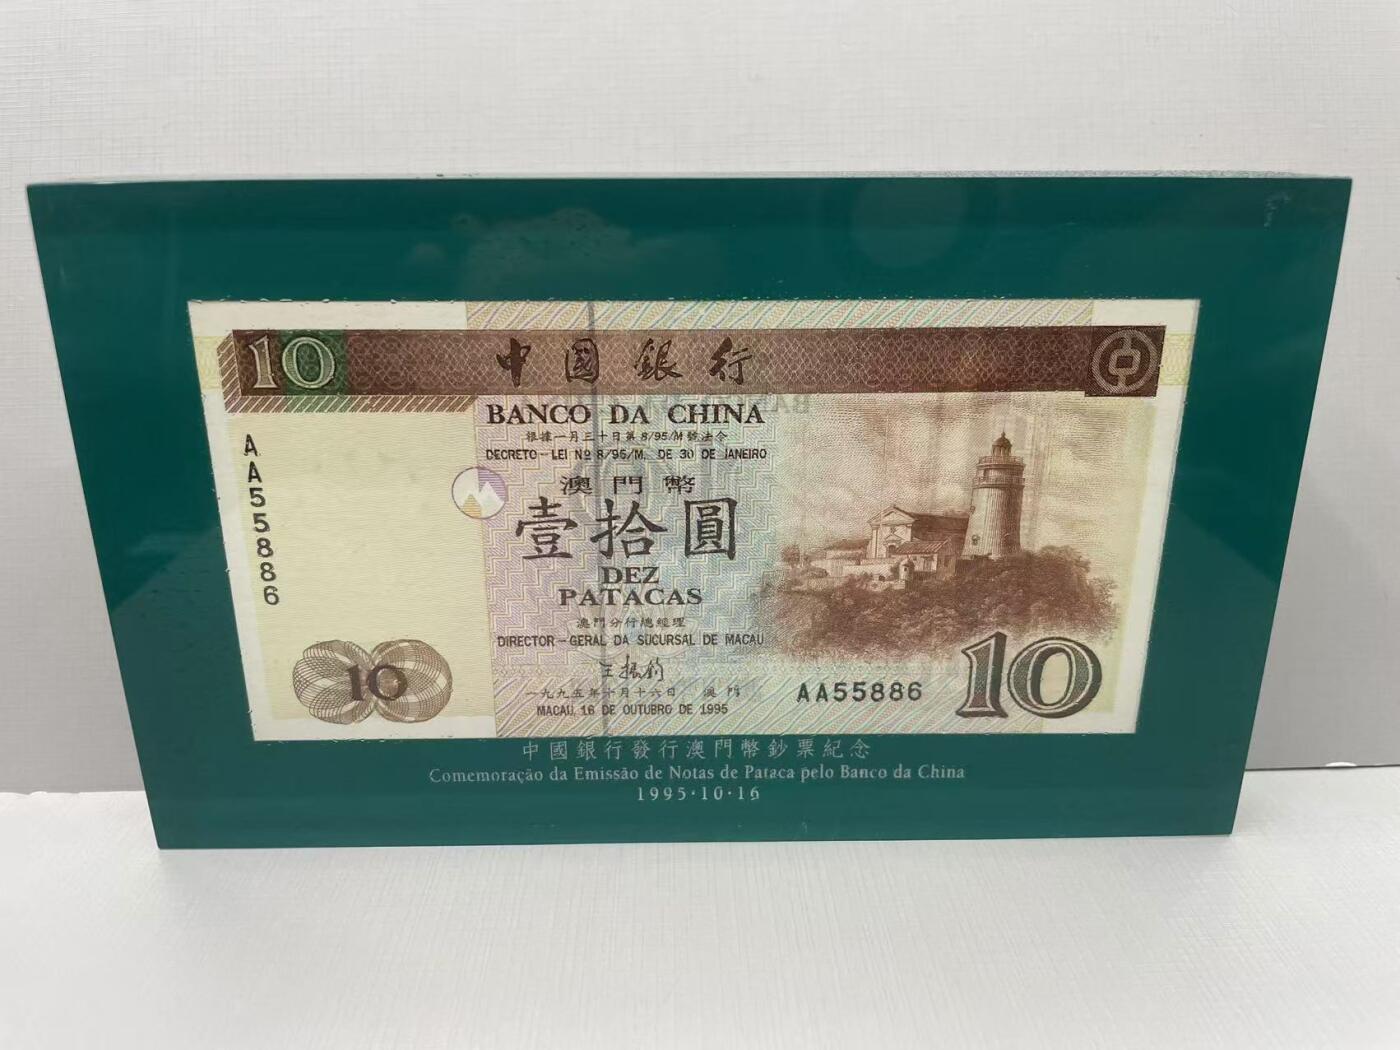 10
中國銀行
BANCO DA CHINA
根據一月三十日第8/95/M號法令
DECRETO-LEI Nº 8/95/M, DE 30 DE JANEIRO
澳門幣
壹拾圓
DEZ
PATACAS
澳門分行總經理
DIRECTOR-GERAL DA SUCURSAL DE MACAU
王振鈞
一九九五年十月十六日 澳門
MACAU, 16 DE OUTUBRO DE 1995
AA55886
10
AA55886
10
中國銀行發行澳門幣鈔票紀念
Comemoração da Emissão de Notas de Pataca pelo Banco da China
1995·10·16